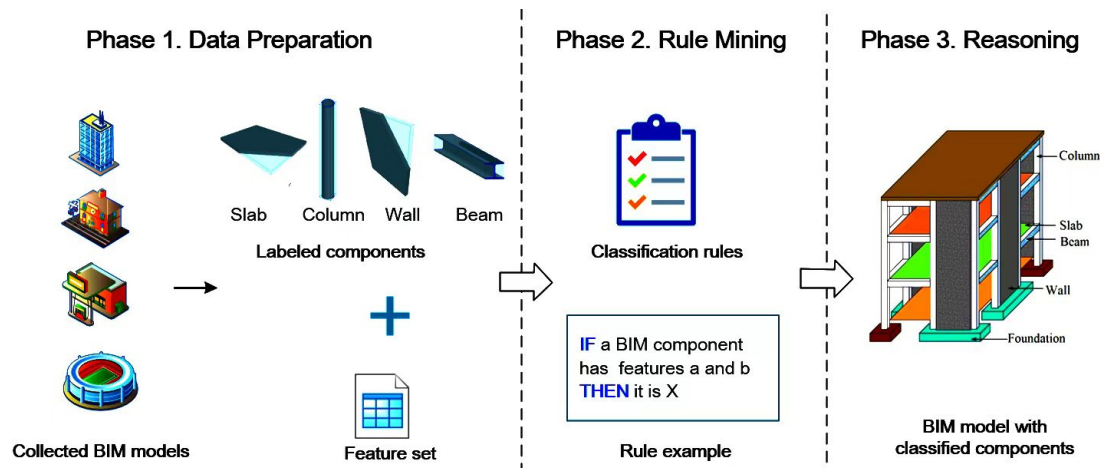 Phase 1. Data Preparation
Slab
Column
Wall
Beam
Labeled components
Collected BIM models
Feature set
Phase 2. Rule Mining
Classification rules
IF a BIM component
has features a and b
THEN it is X
Rule example
Phase 3. Reasoning
Column
Slab
Beam
Wall
Foundation
BIM model with
classified components